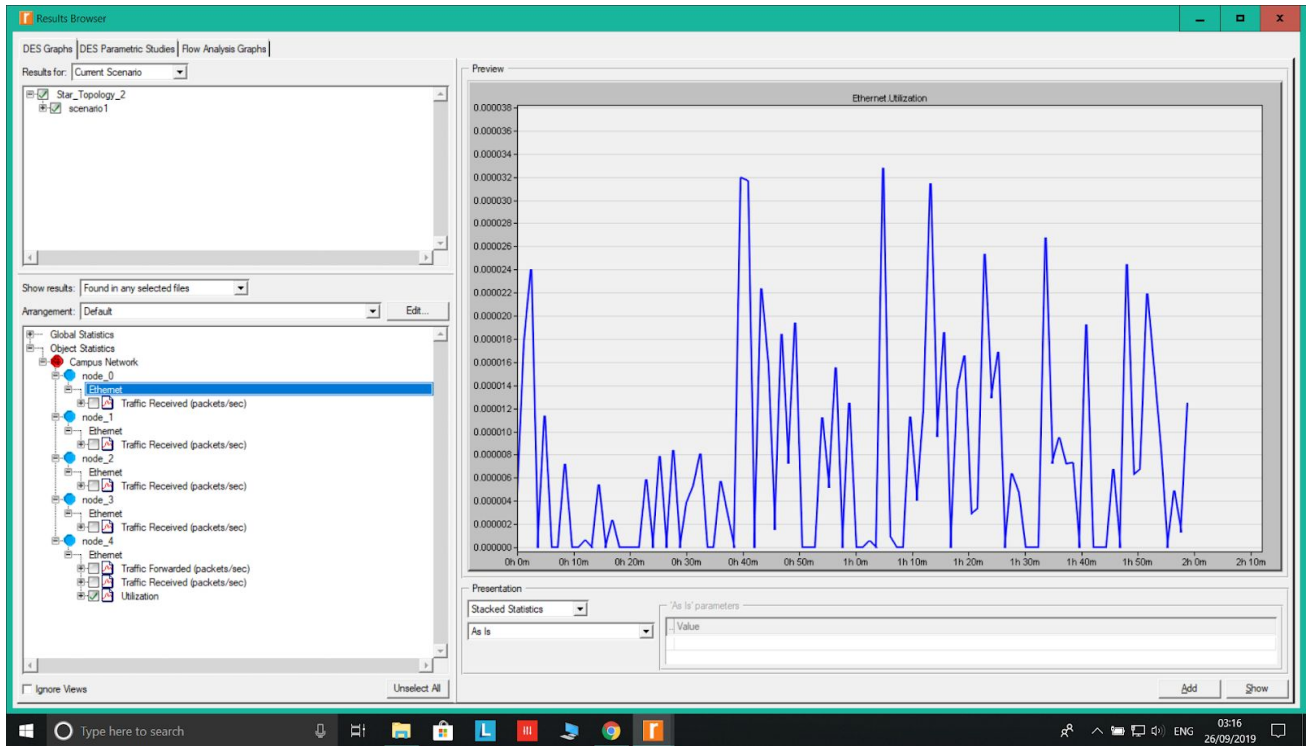 Results Browser
DES Graphs DES Parametric Studies Flow Analysis Graphs
Results for: Current Scenario
Star_Topology_2
scenario1
Show results: Found in any selected files
Arrangement: Default Edit...
Global Statistics
Object Statistics
Campus Network
node_0
Ethernet
Traffic Received (packets/sec)
node_1
Ethernet
Traffic Received (packets/sec)
node_2
Ethernet
Traffic Received (packets/sec)
node_3
Ethernet
Traffic Received (packets/sec)
node_4
Ethernet
Traffic Forwarded (packets/sec)
Traffic Received (packets/sec)
Utilization
Ignore Views Unselect All
Preview
Ethernet.Utilization
0.000038
0.000036
0.000034
0.000032
0.000030
0.000028
0.000026
0.000024
0.000022
0.000020
0.000018
0.000016
0.000014
0.000012
0.000010
0.000008
0.000006
0.000004
0.000002
0.000000
0h 0m 0h 10m 0h 20m 0h 30m 0h 40m 0h 50m 1h 0m 1h 10m 1h 20m 1h 30m 1h 40m 1h 50m 2h 0m 2h 10m
Presentation
Stacked Statistics
As Is
'As Is' parameters
... Value
Add Show
Type here to search
L
ENG
03:16
26/09/2019